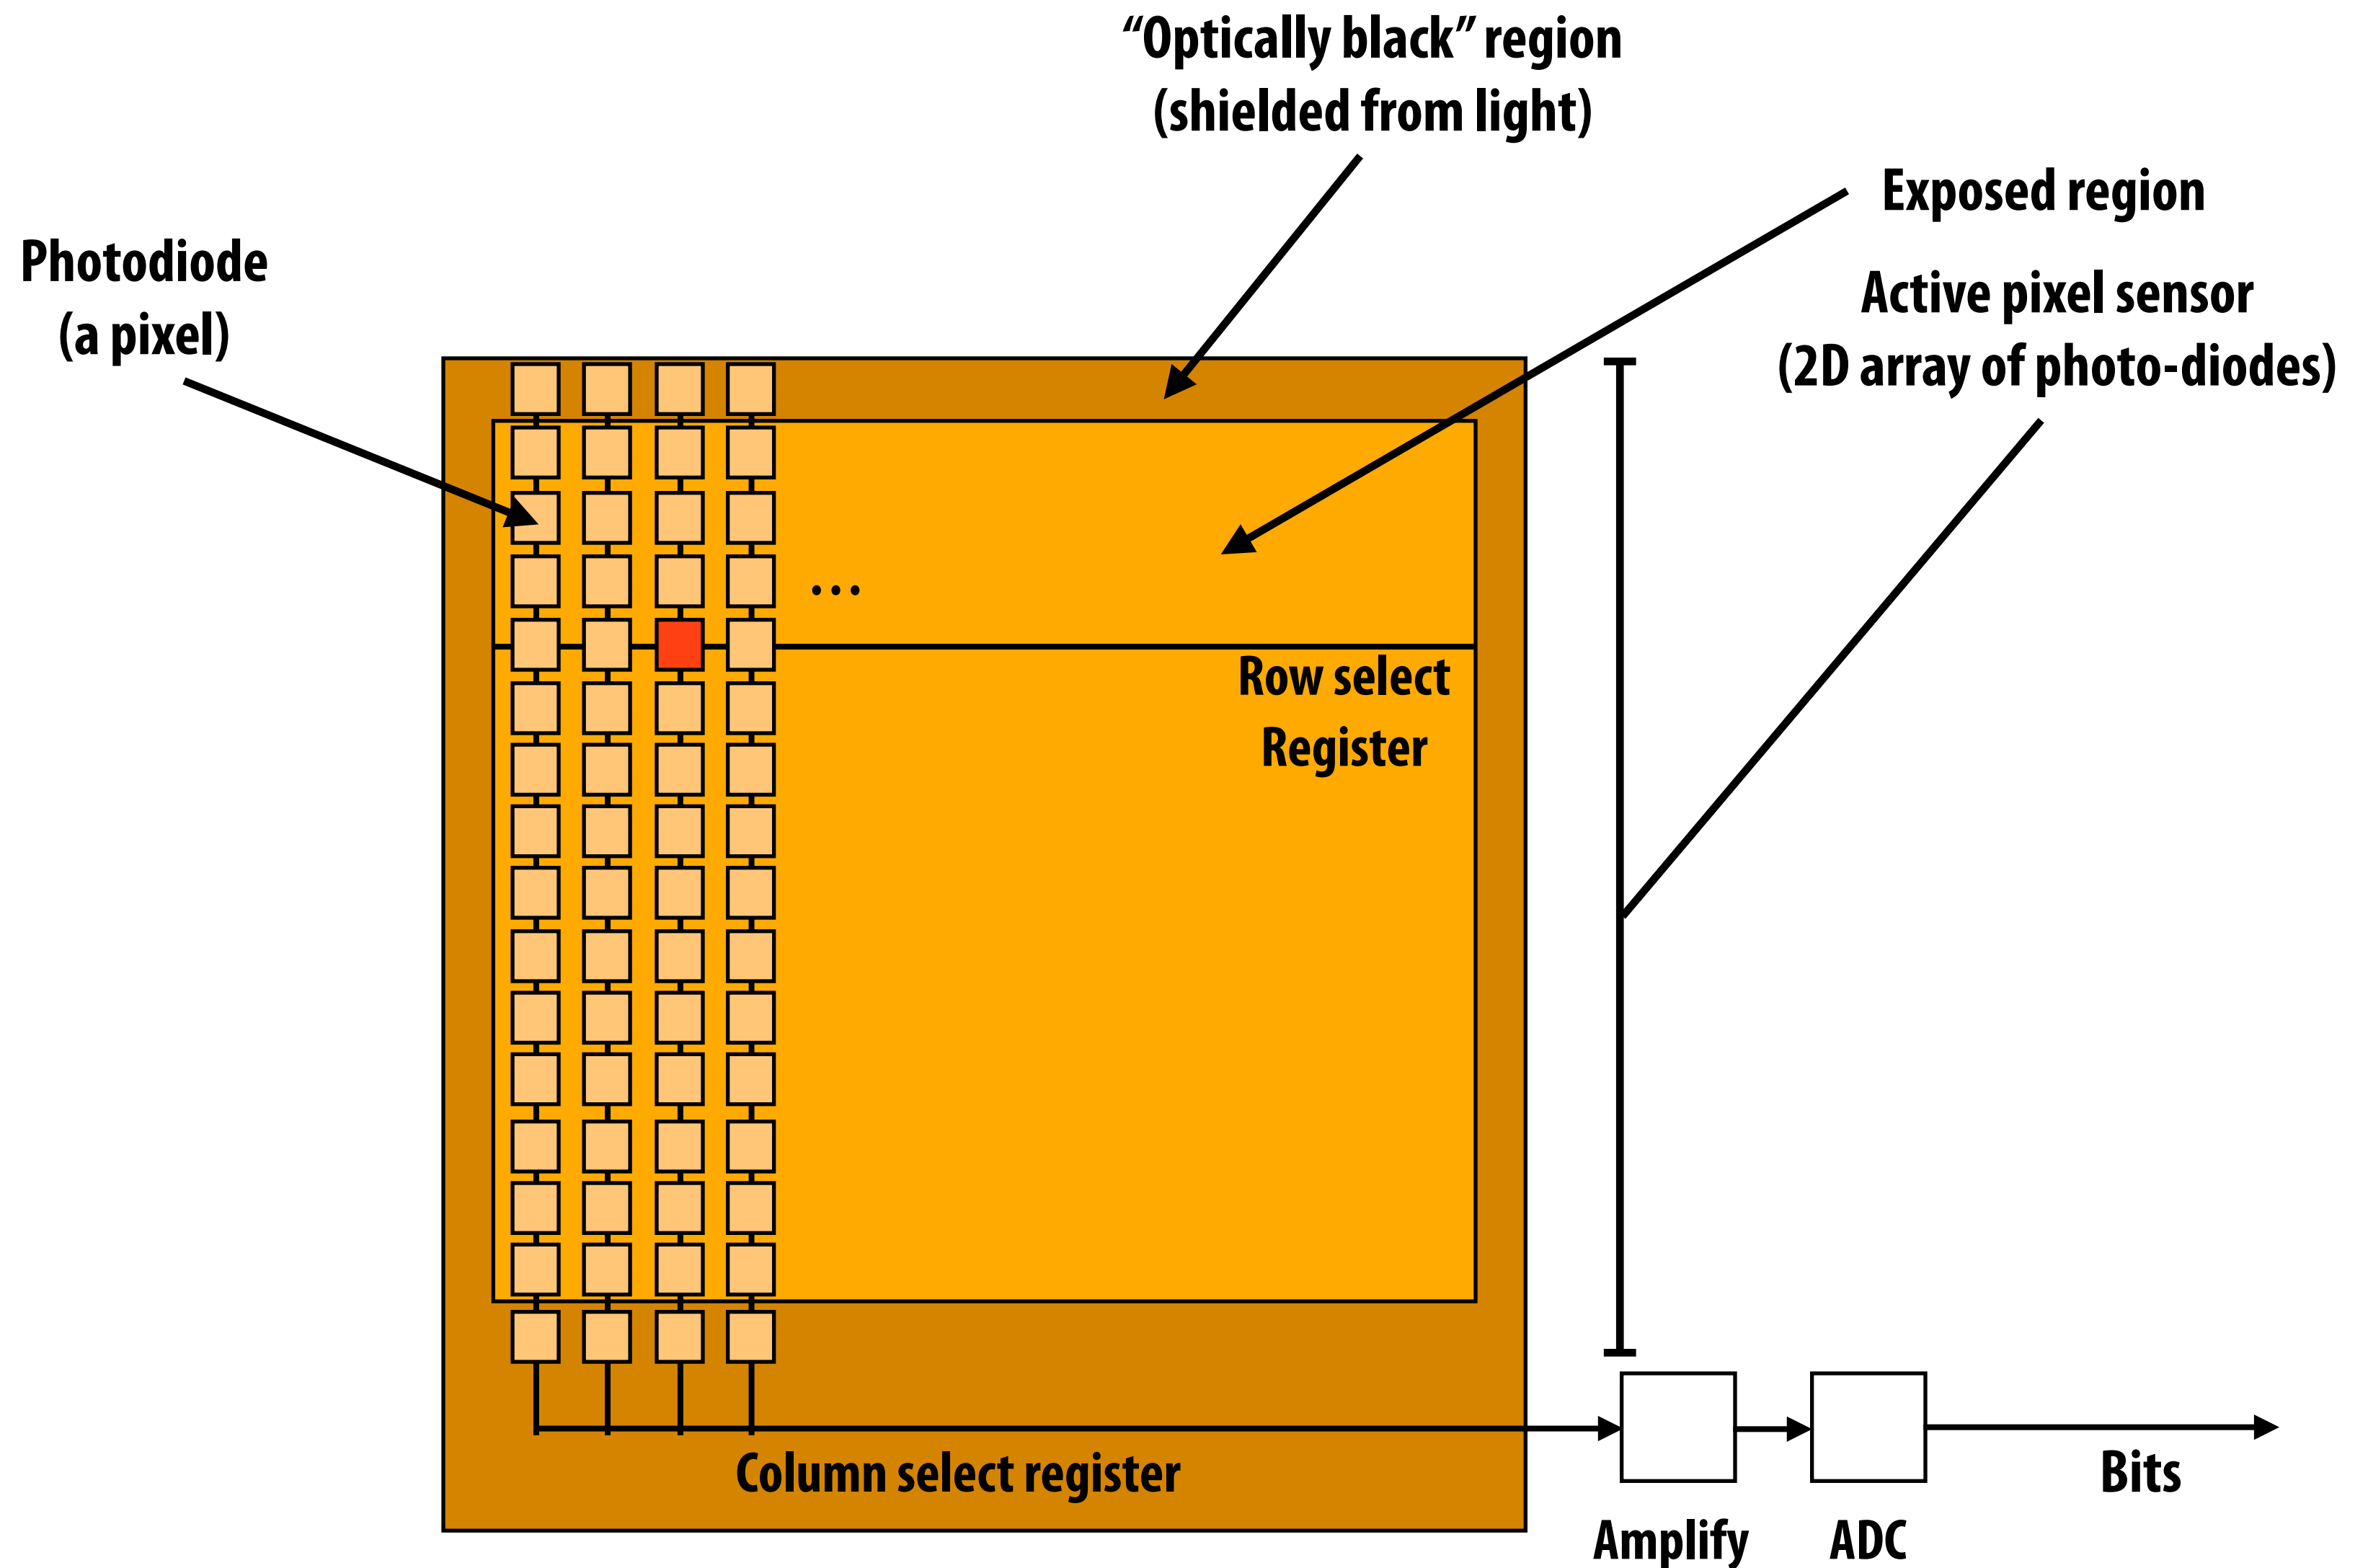 “Optically black” region
(shielded from light)
Exposed region
Photodiode
(a pixel)
Active pixel sensor
(2D array of photo-diodes)
...
Row select
Register
Column select register
Bits
Amplify
ADC